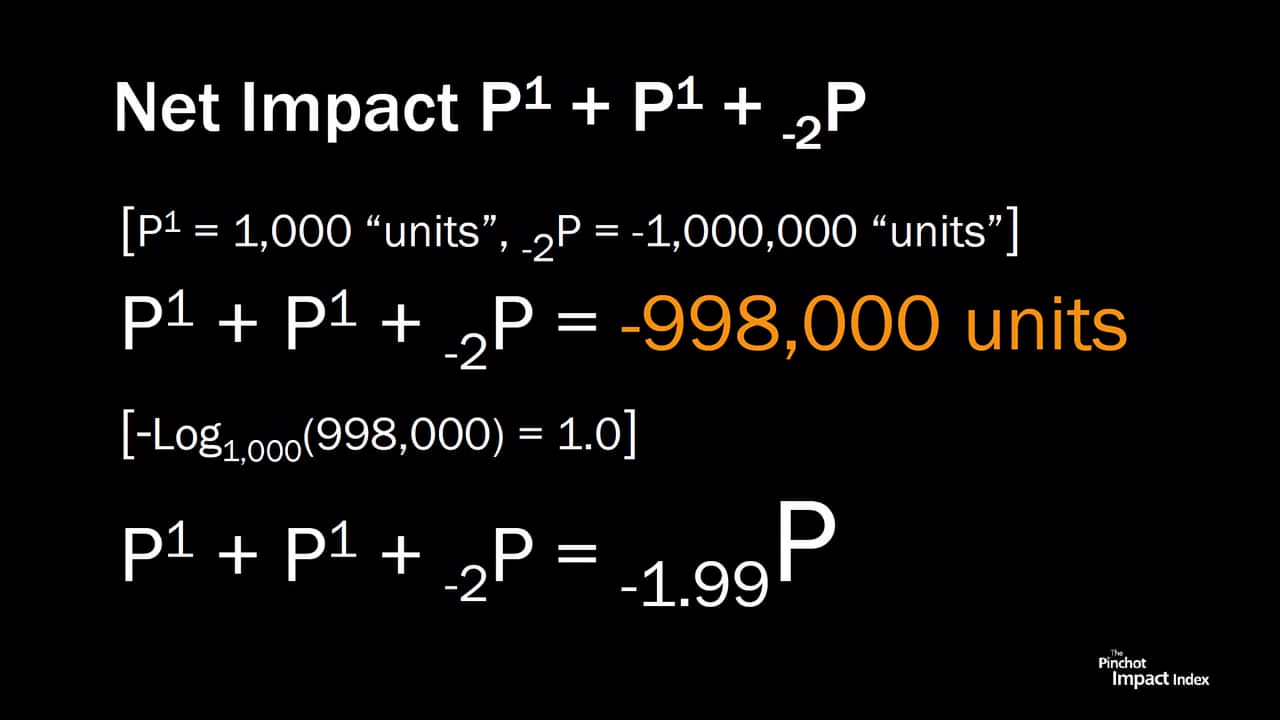 Net Impact P¹ + P¹ + ₋₂P
[P¹ = 1,000 “units”, ₋₂P = -1,000,000 “units”]
P¹ + P¹ + ₋₂P = -998,000 units
[-Log₁,₀₀₀(998,000) = 1.0]
P¹ + P¹ + ₋₂P = ₋₁.₉₉P
The
Pinchot
Impact Index